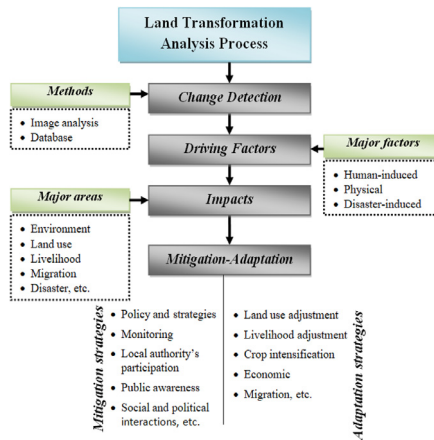 Land Transformation
Analysis Process
Methods
Change Detection
• Image analysis
• Database
Driving Factors
Major factors
• Human-induced
• Physical
• Disaster-induced
Major areas
Impacts
• Environment
• Land use
• Livelihood
• Migration
• Disaster, etc.
Mitigation-Adaptation
Mitigation strategies
• Policy and strategies
• Monitoring
• Local authority's
participation
• Public awareness
• Social and political
interactions, etc.
• Land use adjustment
• Livelihood adjustment
• Crop intensification
• Economic
• Migration, etc.
Adaptation strategies